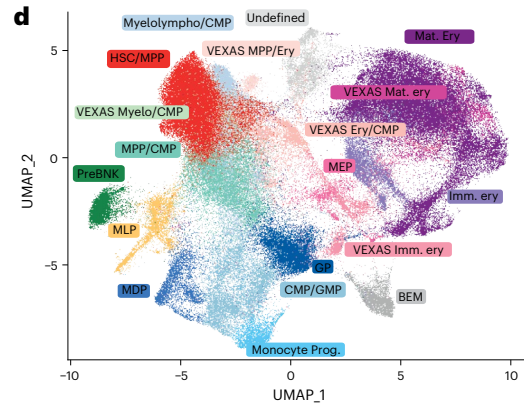 d
Myelolympho/CMP
Undefined
Mat. Ery
HSC/MPP
VEXAS MPP/Ery
VEXAS Mat. ery
VEXAS Myelo/CMP
VEXAS Ery/CMP
MPP/CMP
MEP
PreBNK
Imm. ery
MLP
VEXAS Imm. ery
GP
MDP
CMP/GMP
BEM
Monocyte Prog.
5
0
−5
UMAP_2
−10
−5
0
5
10
UMAP_1